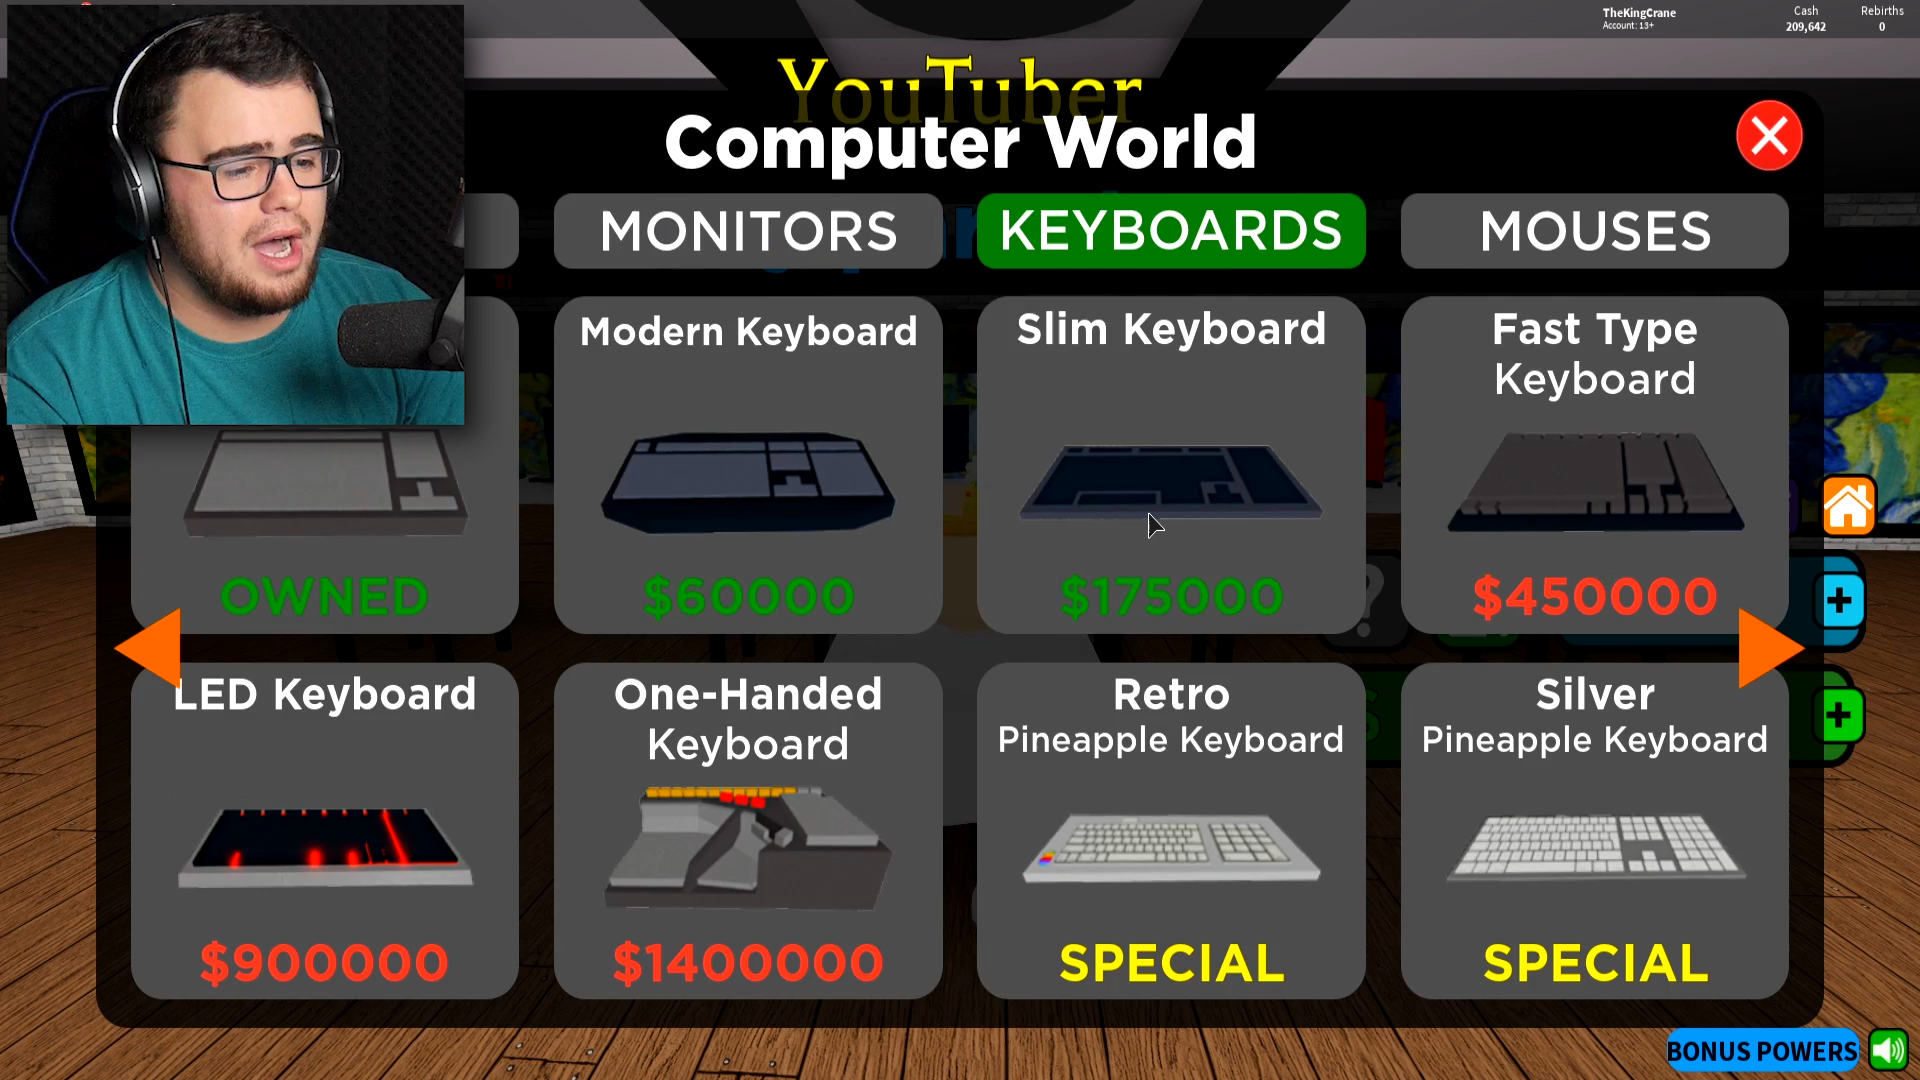 TheKingCrane
Account: 13+
Cash
209,642
Rebirths
0
YouTuber
Computer World
MONITORS
KEYBOARDS
MOUSES
OWNED
Modern Keyboard
$60000
Slim Keyboard
$175000
Fast Type
Keyboard
$450000
LED Keyboard
$900000
One-Handed
Keyboard
$1400000
Retro
Pineapple Keyboard
SPECIAL
Silver
Pineapple Keyboard
SPECIAL
BONUS POWERS